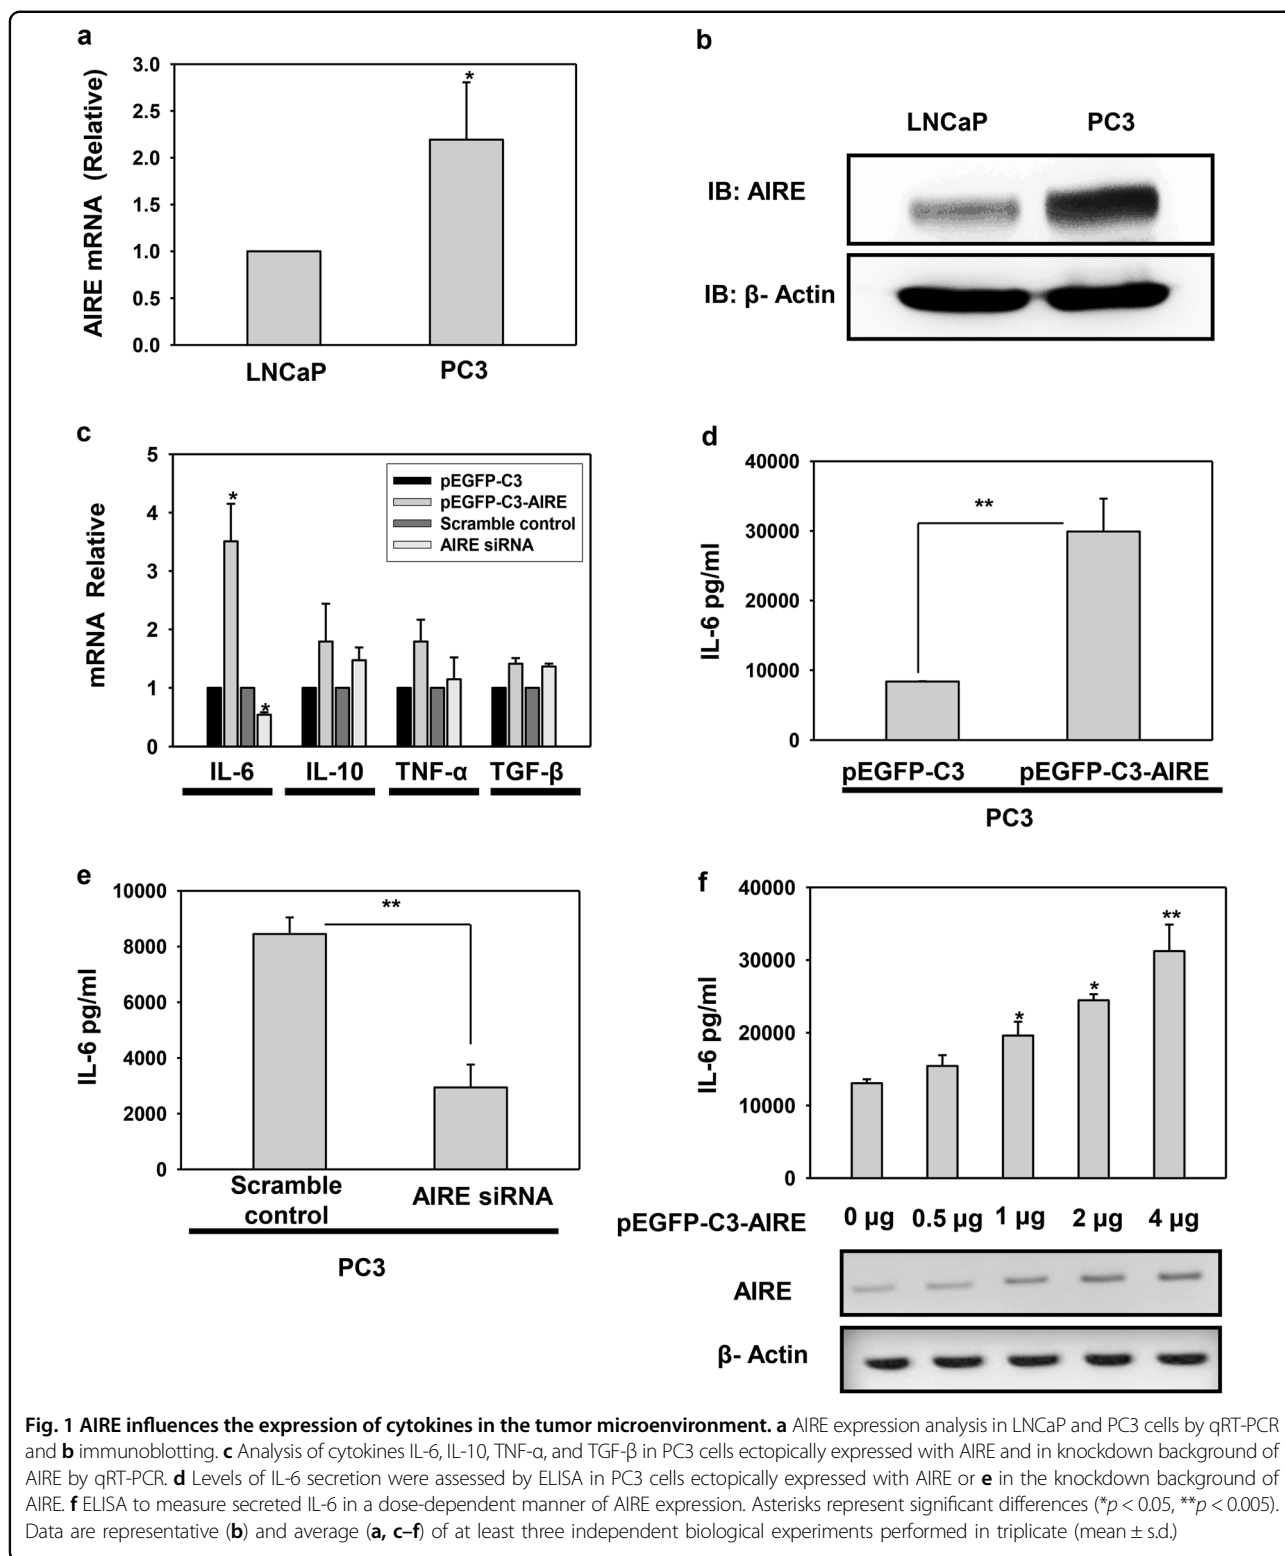 a
AIRE mRNA (Relative)
3.0
2.5
2.0
1.5
1.0
0.5
0.0
*
LNCaP
PC3
b
LNCaP PC3
IB: AIRE
IB: β- Actin
c
mRNA Relative
5
4
3
2
1
0
*
*
pEGFP-C3
pEGFP-C3-AIRE
Scramble control
AIRE siRNA
IL-6 IL-10 TNF-α TGF-β
PC3
d
IL-6 pg/ml
40000
30000
20000
10000
0
**
pEGFP-C3 pEGFP-C3-AIRE
PC3
e
IL-6 pg/ml
10000
8000
6000
4000
2000
0
**
Scramble
control
AIRE siRNA
PC3
f
IL-6 pg/ml
40000
30000
20000
10000
0
*
*
**
pEGFP-C3-AIRE 0 µg 0.5 µg 1 µg 2 µg 4 µg
AIRE
β- Actin
Fig. 1 AIRE influences the expression of cytokines in the tumor microenvironment. a AIRE expression analysis in LNCaP and PC3 cells by qRT-PCR
and b immunoblotting. c Analysis of cytokines IL-6, IL-10, TNF-α, and TGF-β in PC3 cells ectopically expressed with AIRE and in knockdown background of
AIRE by qRT-PCR. d Levels of IL-6 secretion were assessed by ELISA in PC3 cells ectopically expressed with AIRE or e in the knockdown background of
AIRE. f ELISA to measure secreted IL-6 in a dose-dependent manner of AIRE expression. Asterisks represent significant differences (*p < 0.05, **p < 0.005).
Data are representative (b) and average (a, c–f) of at least three independent biological experiments performed in triplicate (mean ± s.d.)